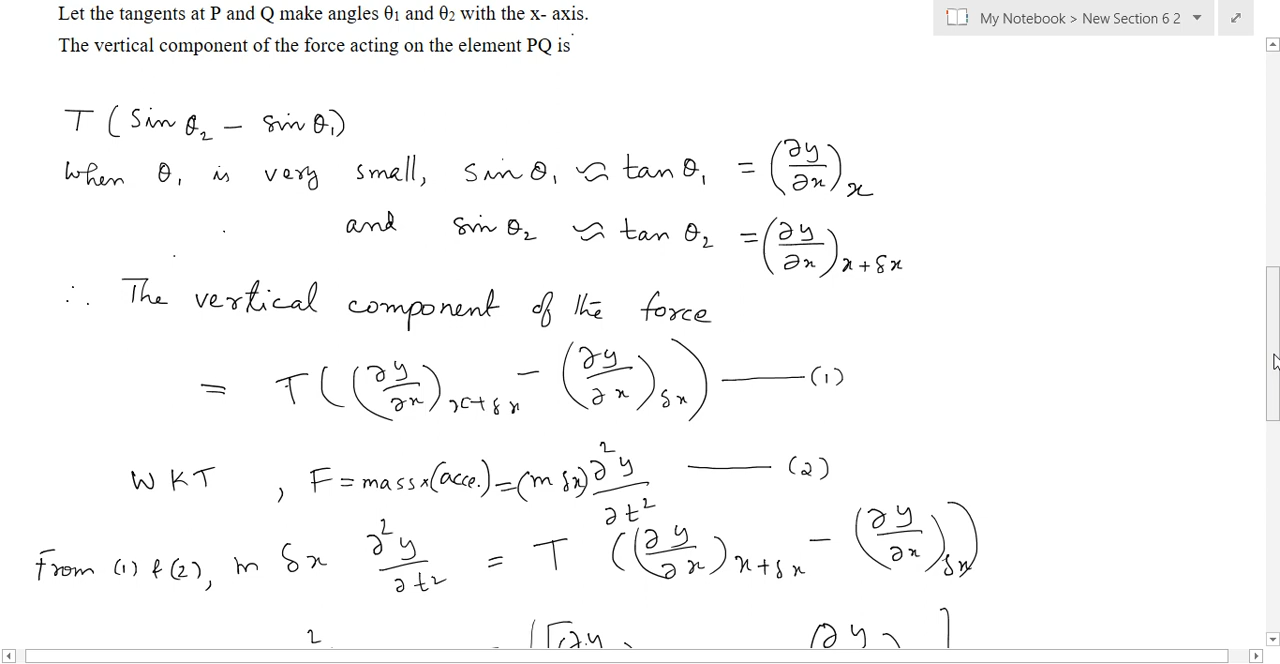 Let the tangents at P and Q make angles θ₁ and θ₂ with the x- axis.
My Notebook > New Section 6 2
The vertical component of the force acting on the element PQ is
T ( Sin θ₂ − sin θ₁)
When θ₁ is very small, sin θ₁ ≈ tan θ₁ = (∂y/∂x)ₓ
and sin θ₂ ≈ tan θ₂ = (∂y/∂x) x+δx
∴ The vertical component of the force
= T((∂y/∂x) x+δx − (∂y/∂x) δx) —— (1)
WKT , F = mass×(acce.) = (m δx) ∂²y/∂t² —— (2)
From (1) & (2), m δx ∂²y/∂t² = T ((∂y/∂x) x+δx − (∂y/∂x) δx)